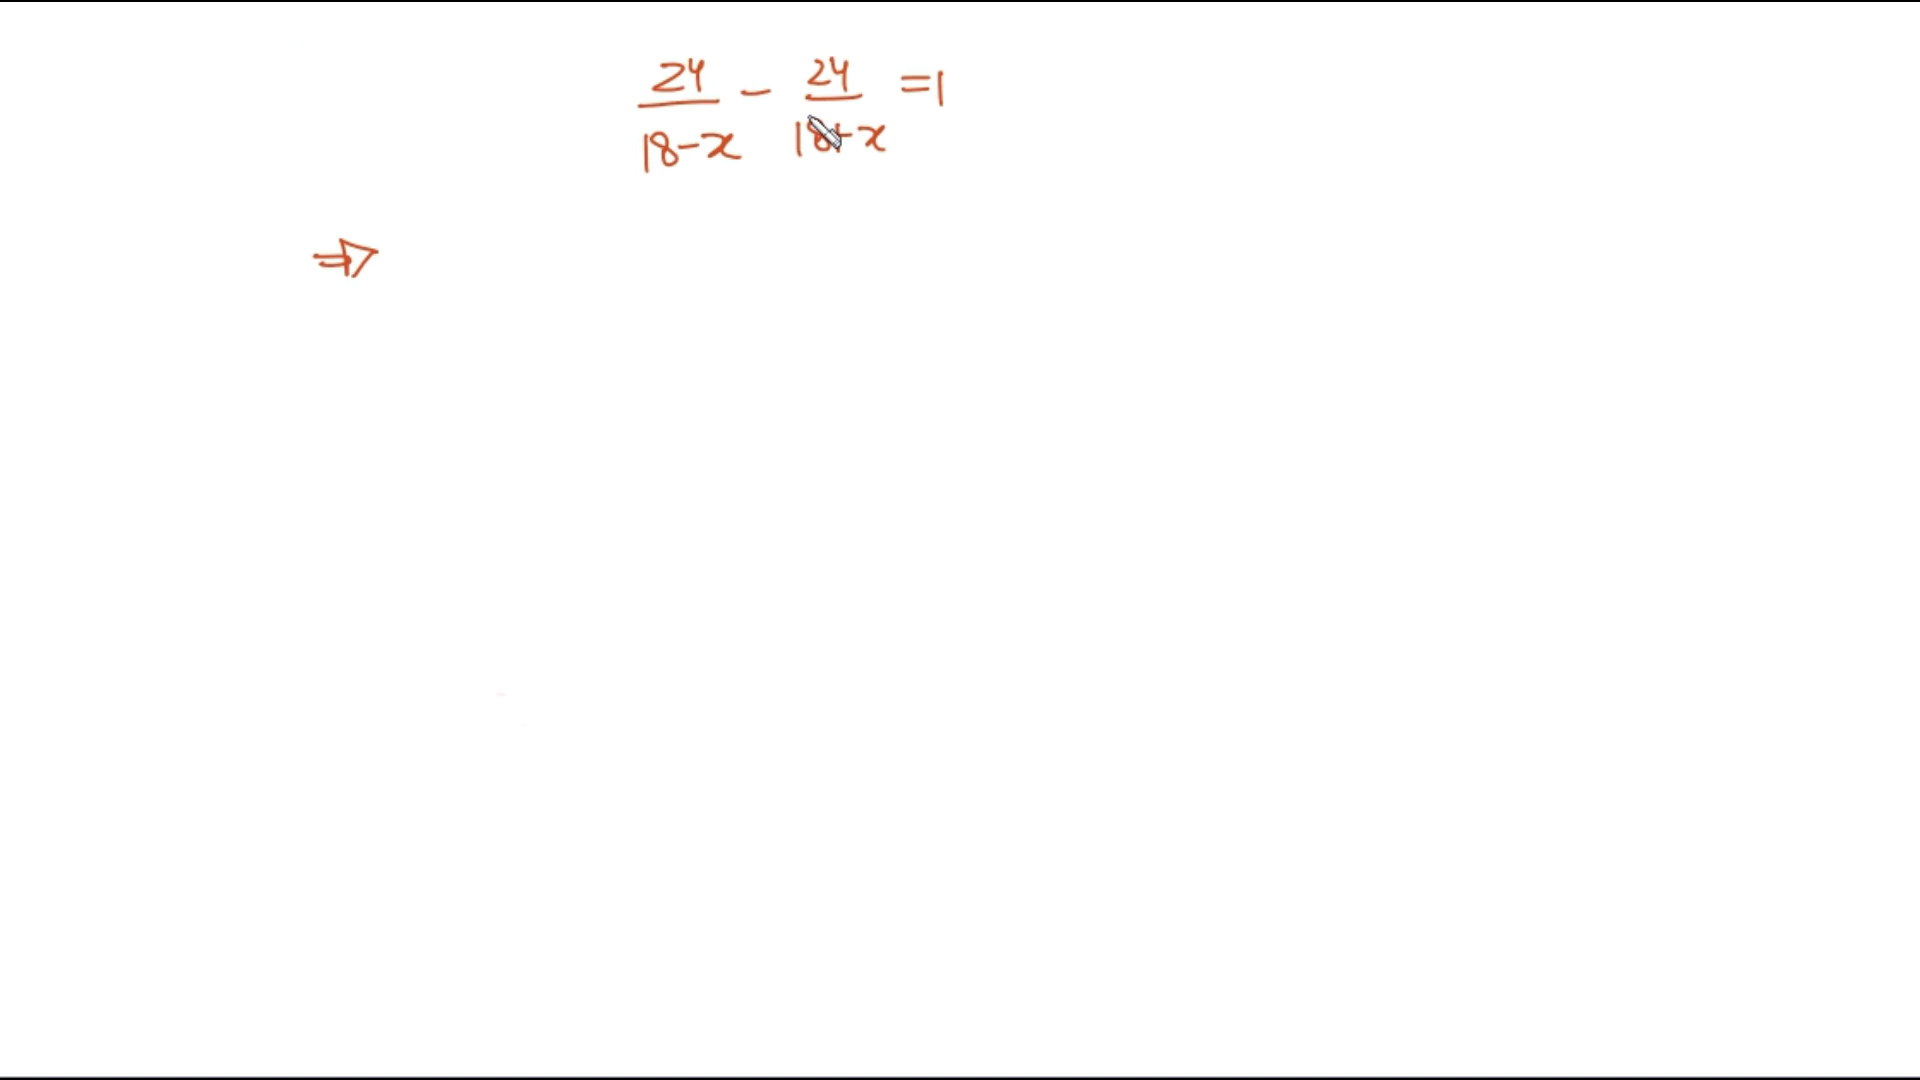 24/(18-x) - 24/(18+x) = 1
⇒